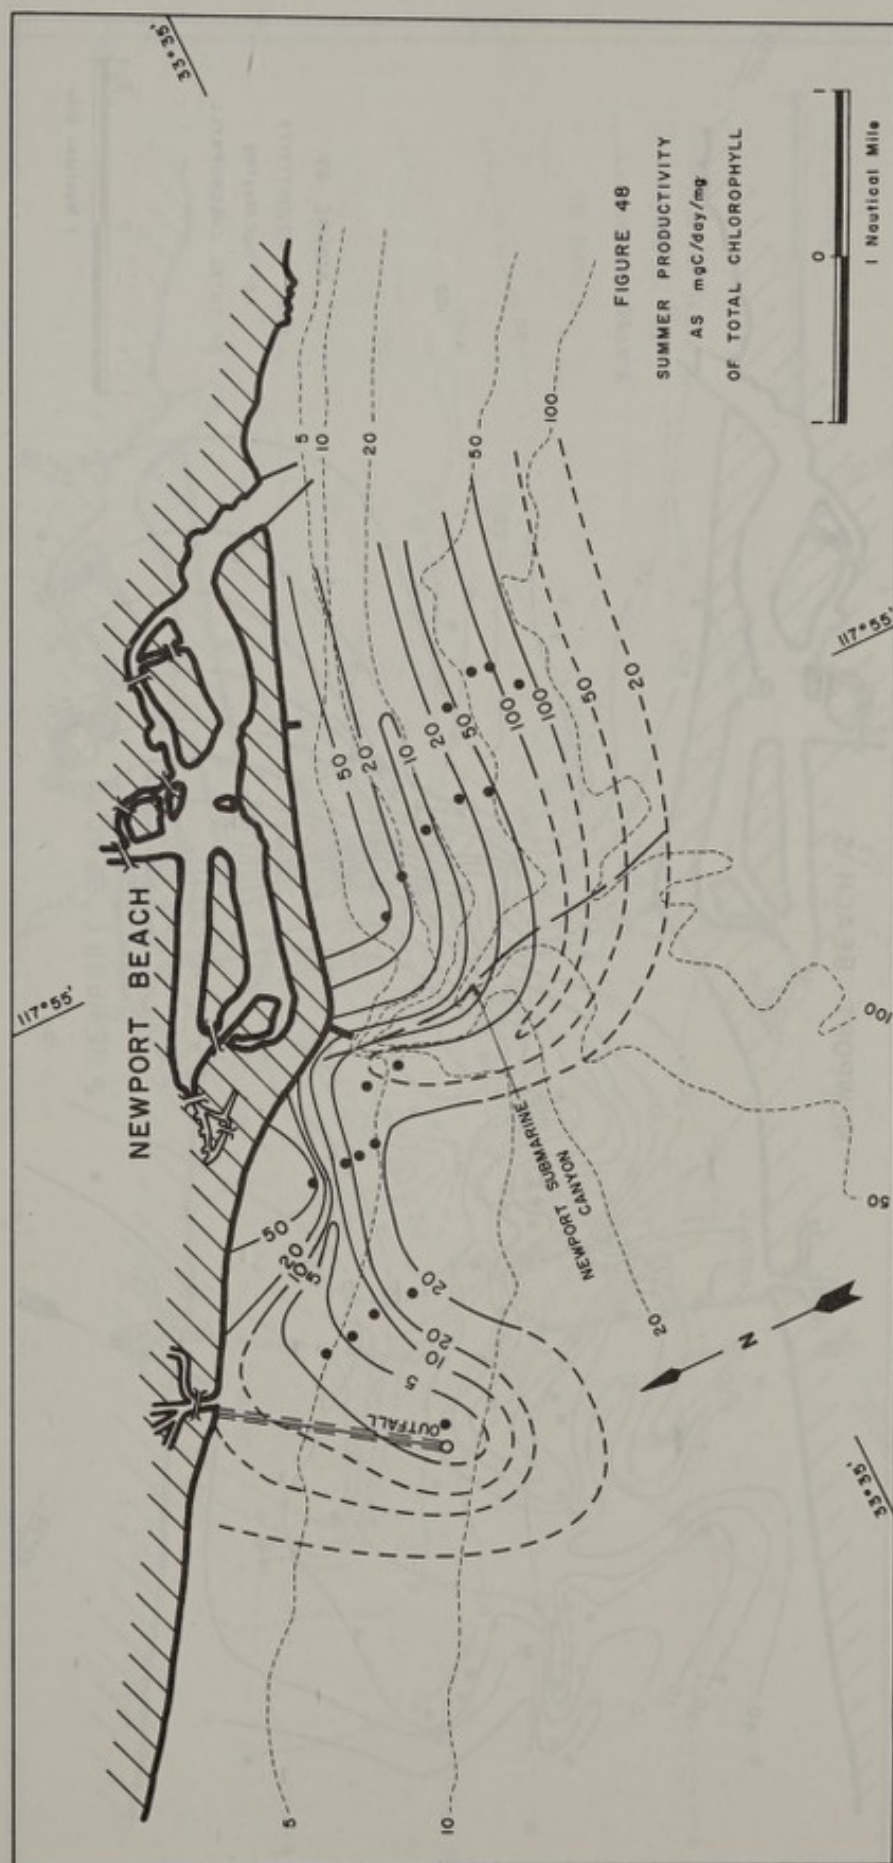 33° 35'
117° 55'
NEWPORT BEACH
5
10
20
50
100
50
20
10
20
50
100
100
50
20
50
20
10
5
5
10
20
20
OUTFALL
NEWPORT SUBMARINE
CANYON
20
50
100
5
10
N
33° 35'
117° 55'
FIGURE 48
SUMMER PRODUCTIVITY
AS mgC/day/mg
OF TOTAL CHLOROPHYLL
1 0 1
1 Nautical Mile